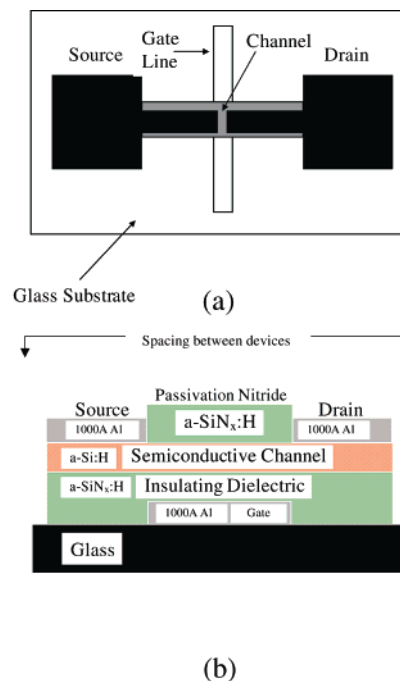 Gate
Line
Source
Channel
Drain
Glass Substrate
(a)
Spacing between devices
Passivation Nitride
Source
a-SiNx:H
Drain
1000A Al
1000A Al
a-Si:H
Semiconductive Channel
a-SiNx:H
Insulating Dielectric
1000A Al
Gate
Glass
(b)